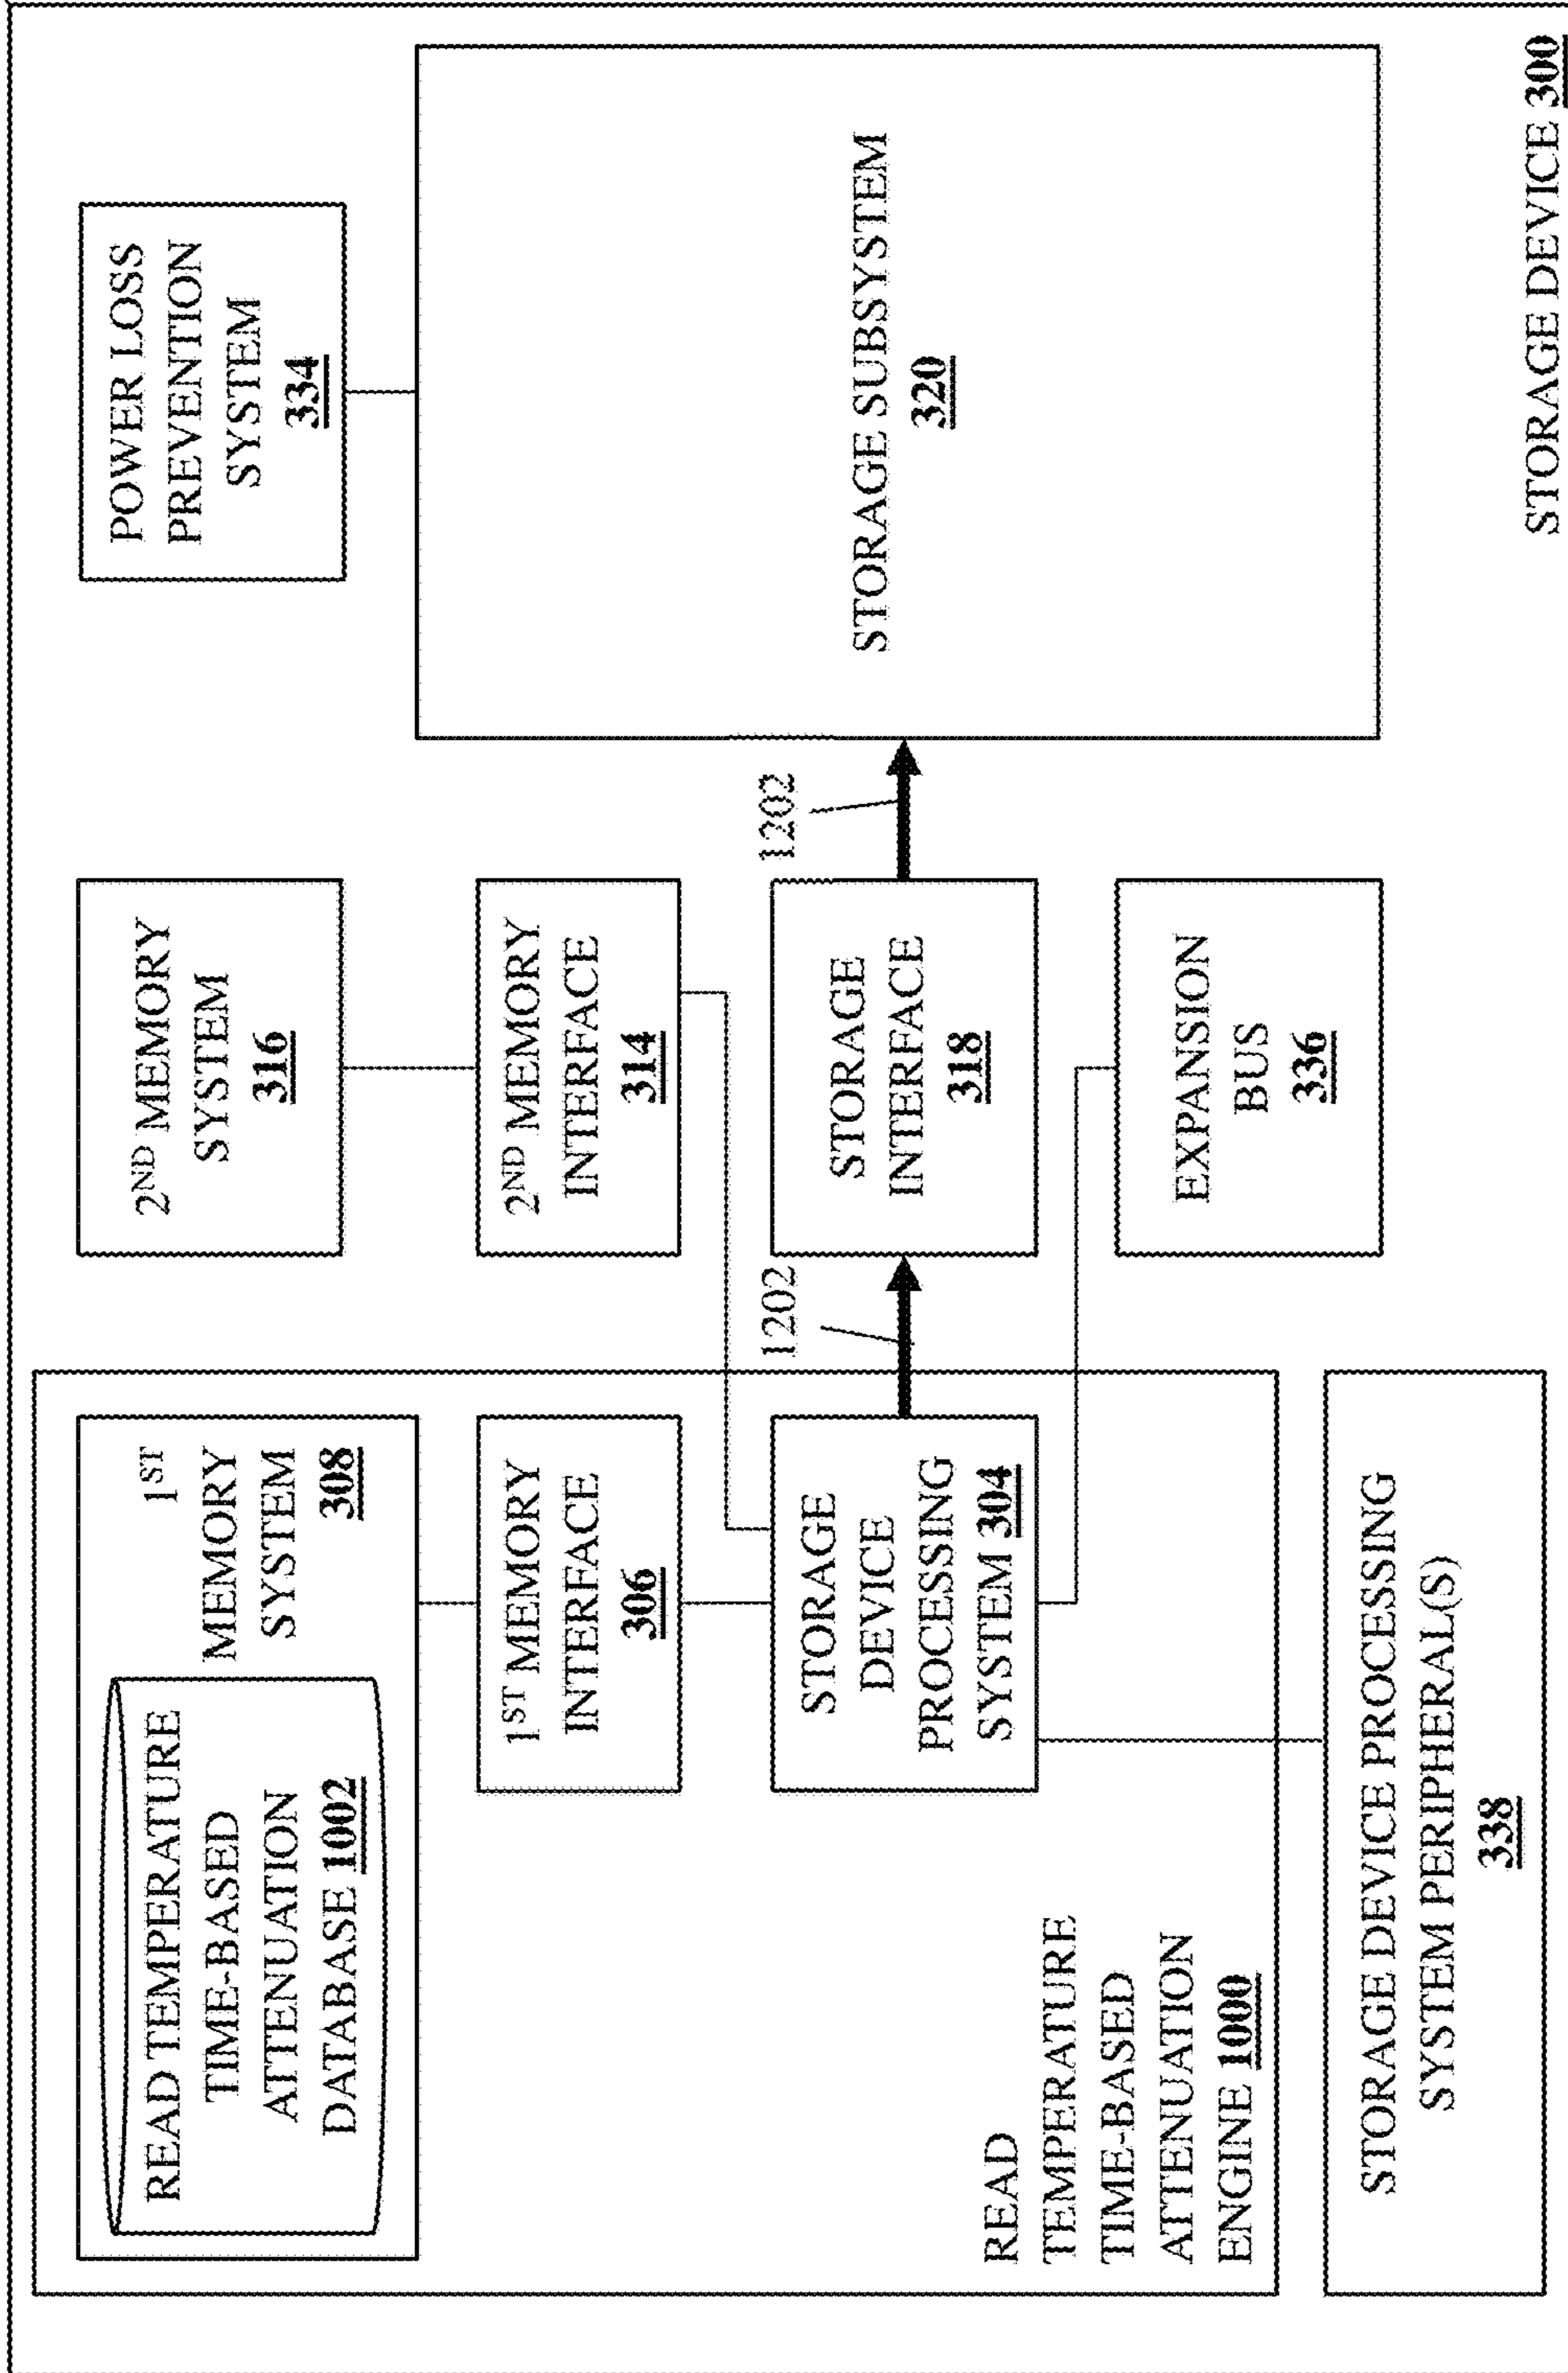 READ TEMPERATURE
TIME-BASED
ATTENUATION
DATABASE 1002
1ST
MEMORY
SYSTEM
308
1ST MEMORY
INTERFACE
306
STORAGE
DEVICE
PROCESSING
SYSTEM 304
READ
TEMPERATURE
TIME-BASED
ATTENUATION
ENGINE 1000
STORAGE DEVICE PROCESSING
SYSTEM PERIPHERAL(S)
338
2ND MEMORY
SYSTEM
316
2ND MEMORY
INTERFACE
314
1202
STORAGE
INTERFACE
318
1202
EXPANSION
BUS
336
POWER LOSS
PREVENTION
SYSTEM
334
STORAGE SUBSYSTEM
320
STORAGE DEVICE 300